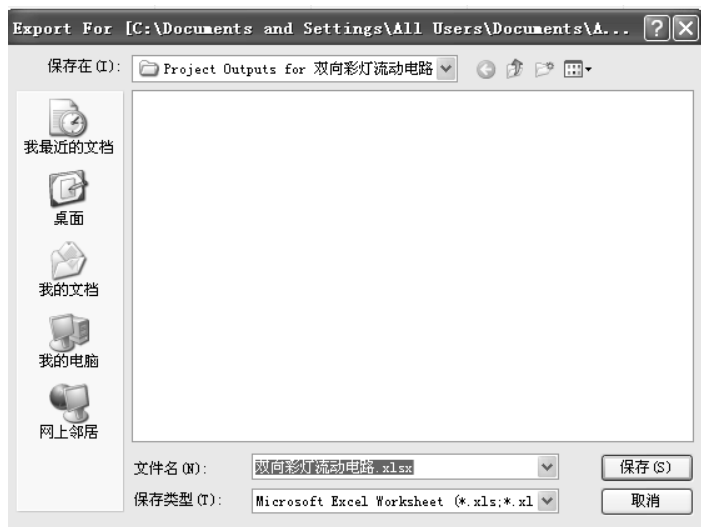 Export For [C:\Documents and Settings\All Users\Documents\A...
保存在(I):
Project Outputs for 双向彩灯流动电路
我最近的文档
桌面
我的文档
我的电脑
网上邻居
文件名(N):
双向彩灯流动电路.xlsx
保存(S)
保存类型(T):
Microsoft Excel Worksheet (*.xls;*.xl
取消